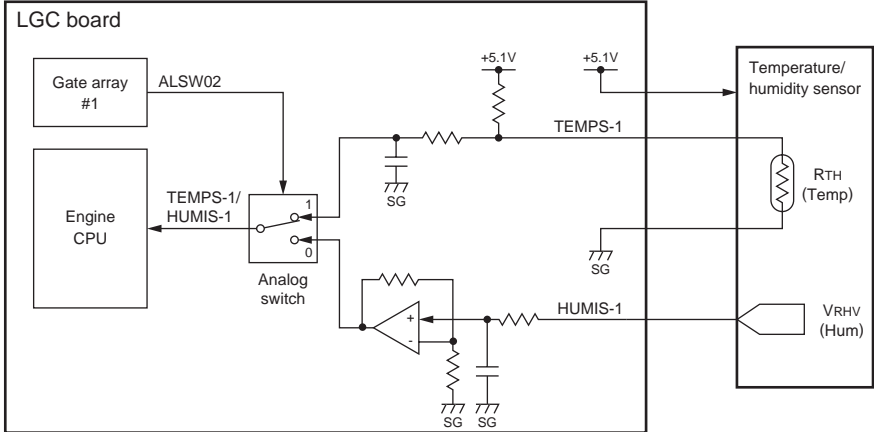 LGC board
Gate array
#1
ALSW02
+5.1V
+5.1V
Temperature/
humidity sensor
TEMPS-1
RTH
(Temp)
SG
SG
Engine
CPU
TEMPS-1/
HUMIS-1
1
0
Analog
switch
HUMIS-1
VRHV
(Hum)
+
-
SG
SG